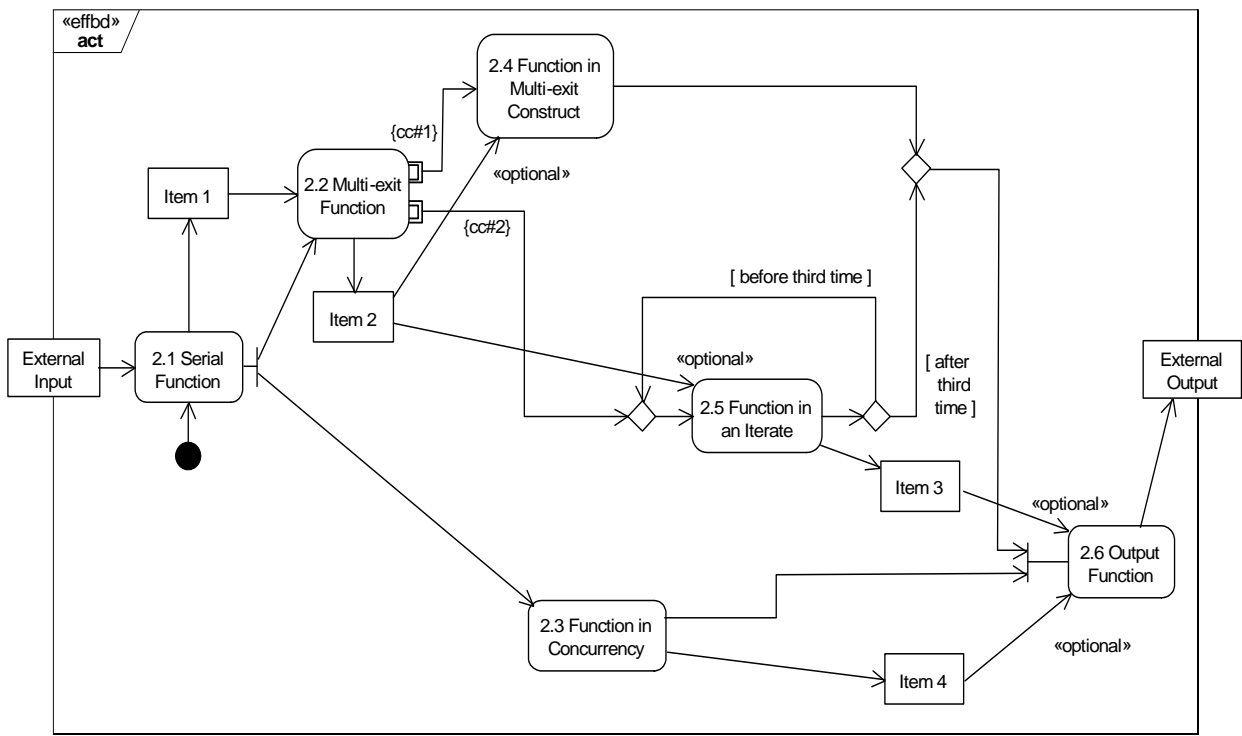 «effbd»
act
2.4 Function in
Multi-exit
Construct
{cc#1}
«optional»
2.2 Multi-exit
Function
Item 1
{cc#2}
[ before third time ]
Item 2
External
Input
2.1 Serial
Function
«optional»
[ after
third
time ]
External
Output
2.5 Function in
an Iterate
Item 3
«optional»
2.6 Output
Function
2.3 Function in
Concurrency
«optional»
Item 4